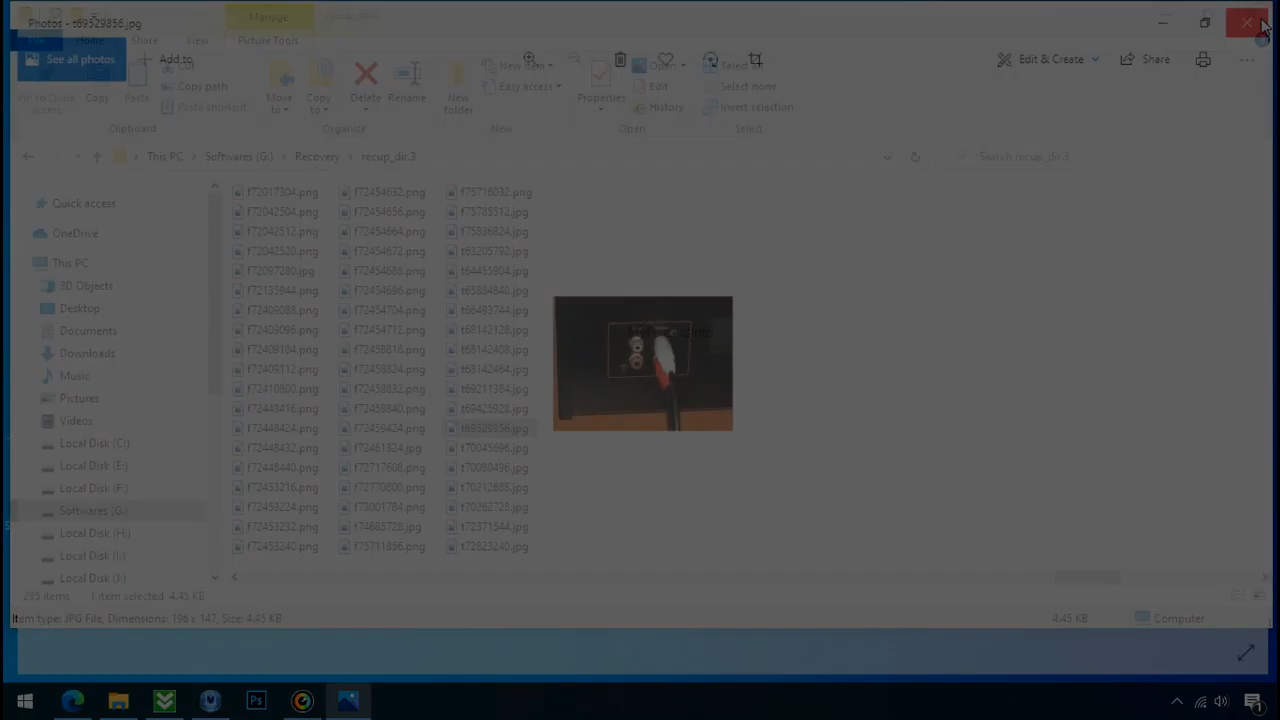 Photos - t69529856.jpg
Manage
File
Home
Share
View
Picture Tools
See all photos
Add to
Edit & Create
Share
Pin to Quick access
Copy
Paste
Cut
Copy path
Paste shortcut
Move to
Copy to
Delete
Rename
New folder
New item
Easy access
Properties
Open
Edit
History
Select all
Select none
Invert selection
Clipboard
Organize
New
Open
Select
This PC > Softwares (G:) > Recovery > recup_dir.3
Search recup_dir.3
Quick access
OneDrive
This PC
3D Objects
Desktop
Documents
Downloads
Music
Pictures
Videos
Local Disk (C:)
Local Disk (E:)
Local Disk (F:)
Softwares (G:)
Local Disk (H:)
Local Disk (I:)
Local Disk (J:)
f72017304.png
f72042504.png
f72042512.png
f72042520.png
f72097280.jpg
f72133944.png
f72409088.png
f72409096.png
f72409104.png
f72409112.png
f72410800.png
f72448416.png
f72448424.png
f72448432.png
f72448440.png
f72453216.png
f72453224.png
f72453232.png
f72453240.png
f72454632.png
f72454656.png
f72454664.png
f72454672.png
f72454688.png
f72454696.png
f72454704.png
f72454712.png
f72458816.png
f72458824.png
f72458832.png
f72458840.png
f72459424.png
f72461824.jpg
f72717608.png
f72770800.png
f73001784.png
f74685728.jpg
f75711856.png
f75716032.png
f75785512.jpg
f75836824.jpg
t63205792.jpg
t64455904.jpg
t65884840.jpg
t66493744.jpg
t68142128.jpg
t68142408.jpg
t68142464.jpg
t69211384.jpg
t69425928.jpg
t69529856.jpg
t70045696.jpg
t70080496.jpg
t70212688.jpg
t70262728.jpg
t72371544.jpg
t72823240.jpg
285 items
1 item selected 4.45 KB
Item type: JPG File, Dimensions: 196 x 147, Size: 4.45 KB
4.45 KB
Computer
Ps
1